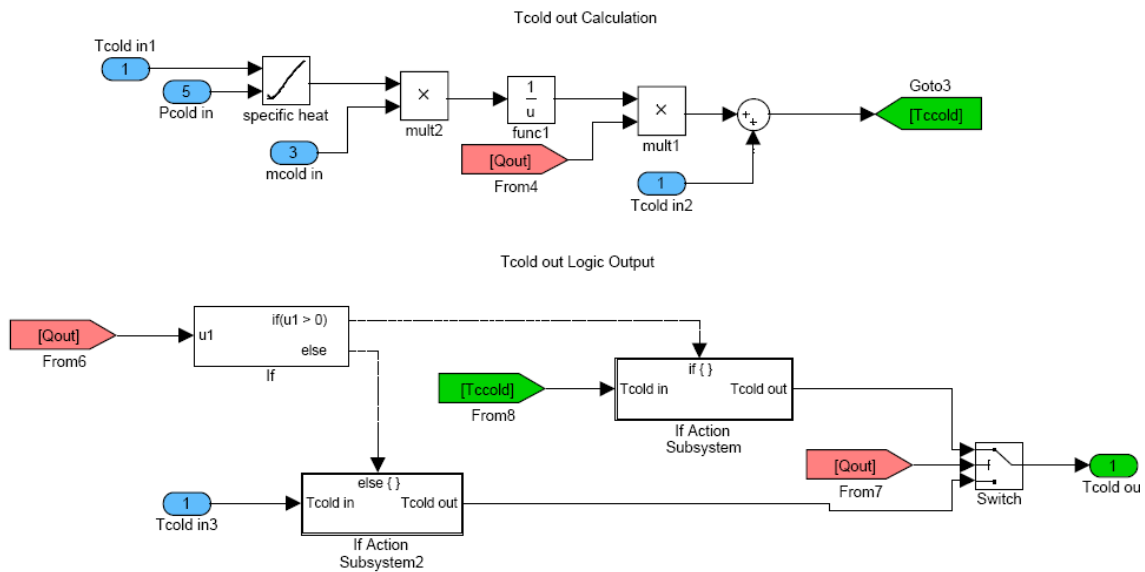 Tcold out Calculation
Tcold in1
1
5
Pcold in
specific heat
×
mult2
3
mcold in
1
u
func1
[Qout]
From4
×
mult1
+
+
1
Tcold in2
Goto3
[Tccold]
Tcold out Logic Output
[Qout]
From6
u1
if(u1 > 0)
else
If
[Tccold]
From8
if { }
Tcold in
Tcold out
If Action
Subsystem
[Qout]
From7
Switch
1
Tcold ou
1
Tcold in3
else { }
Tcold in
Tcold out
If Action
Subsystem2